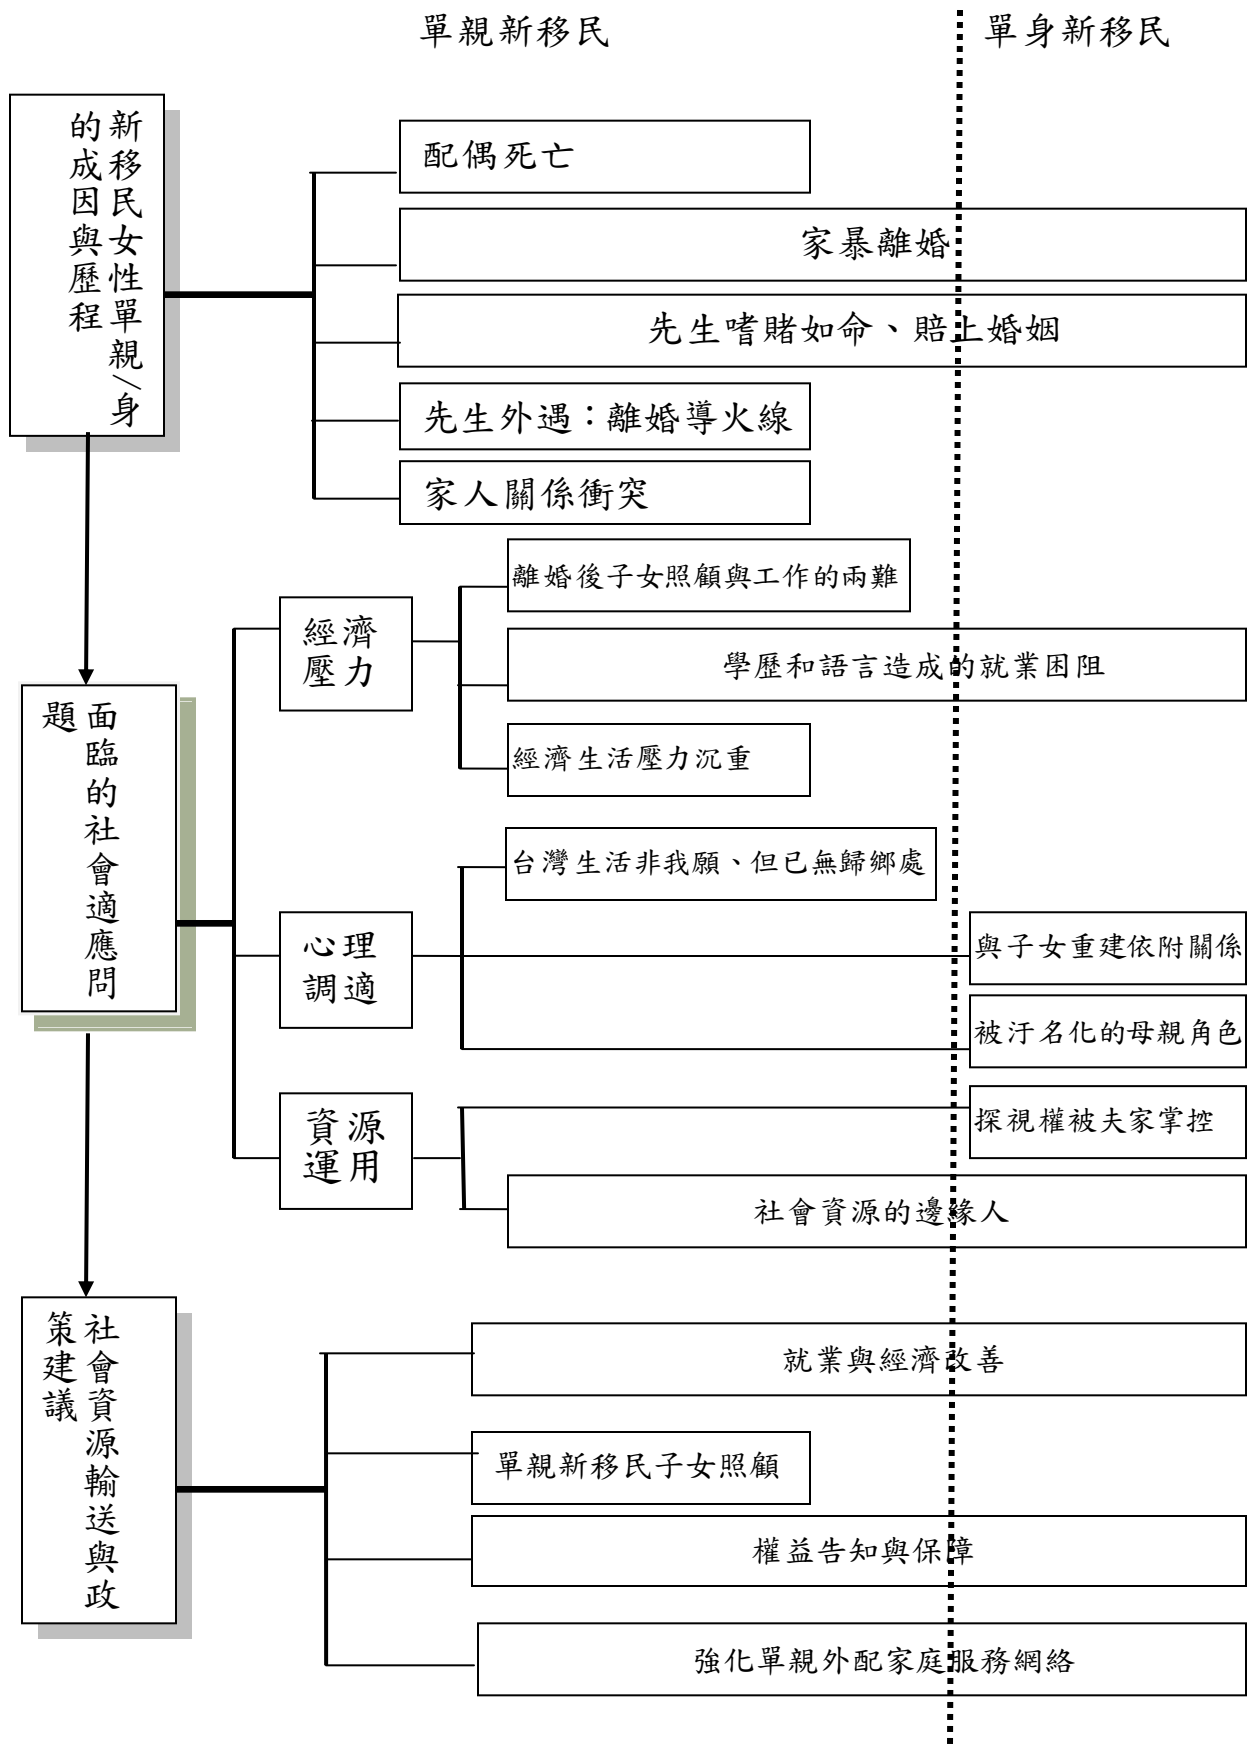 單親新移民
單身新移民
新移民女性單親/身
的成因與歷程
配偶死亡
家暴離婚
先生嗜賭如命、賠上婚姻
先生外遇：離婚導火線
家人關係衝突
面臨的社會適應問
題
經濟
壓力
離婚後子女照顧與工作的兩難
學歷和語言造成的就業困阻
經濟生活壓力沉重
心理
調適
台灣生活非我願、但已無歸鄉處
與子女重建依附關係
被汙名化的母親角色
資源
運用
探視權被夫家掌控
社會資源的邊緣人
社會資源輸送與政
策建議
就業與經濟改善
單親新移民子女照顧
權益告知與保障
強化單親外配家庭服務網絡